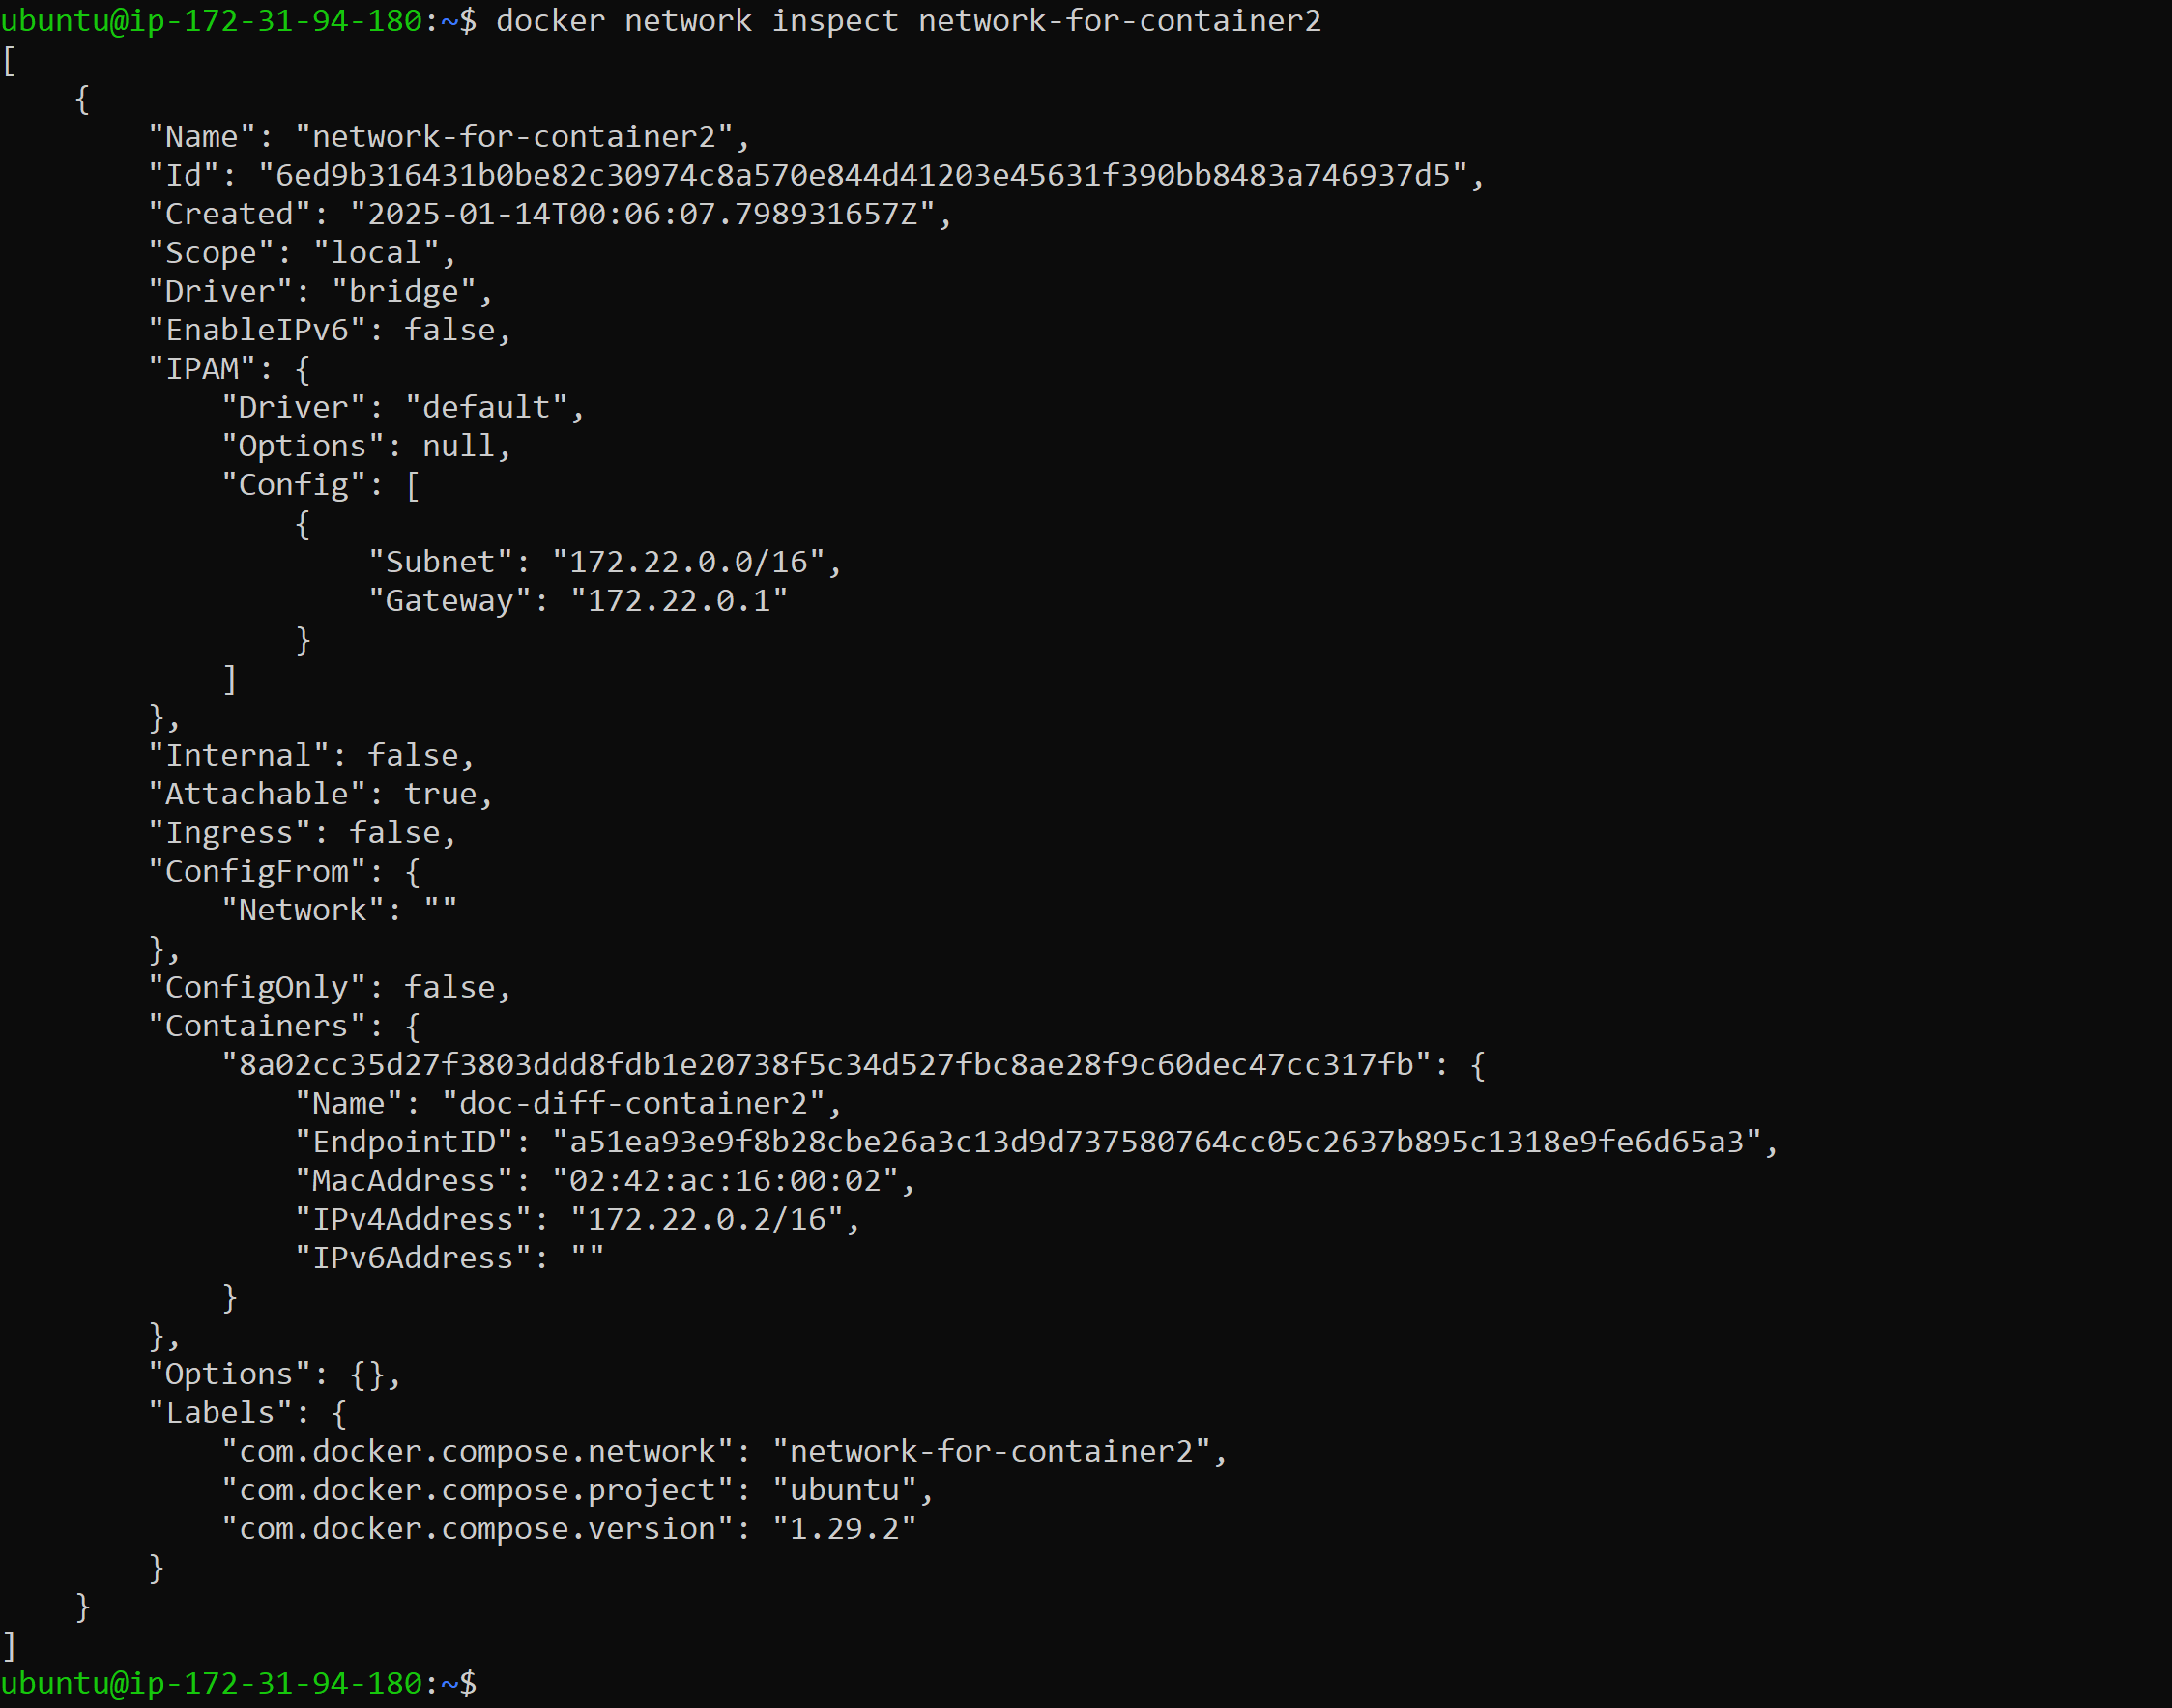 ubuntu@ip-172-31-94-180:~$ docker network inspect network-for-container2
[
    {
        "Name": "network-for-container2",
        "Id": "6ed9b316431b0be82c30974c8a570e844d41203e45631f390bb8483a746937d5",
        "Created": "2025-01-14T00:06:07.798931657Z",
        "Scope": "local",
        "Driver": "bridge",
        "EnableIPv6": false,
        "IPAM": {
            "Driver": "default",
            "Options": null,
            "Config": [
                {
                    "Subnet": "172.22.0.0/16",
                    "Gateway": "172.22.0.1"
                }
            ]
        },
        "Internal": false,
        "Attachable": true,
        "Ingress": false,
        "ConfigFrom": {
            "Network": ""
        },
        "ConfigOnly": false,
        "Containers": {
            "8a02cc35d27f3803ddd8fdb1e20738f5c34d527fbc8ae28f9c60dec47cc317fb": {
                "Name": "doc-diff-container2",
                "EndpointID": "a51ea93e9f8b28cbe26a3c13d9d737580764cc05c2637b895c1318e9fe6d65a3",
                "MacAddress": "02:42:ac:16:00:02",
                "IPv4Address": "172.22.0.2/16",
                "IPv6Address": ""
            }
        },
        "Options": {},
        "Labels": {
            "com.docker.compose.network": "network-for-container2",
            "com.docker.compose.project": "ubuntu",
            "com.docker.compose.version": "1.29.2"
        }
    }
]
ubuntu@ip-172-31-94-180:~$